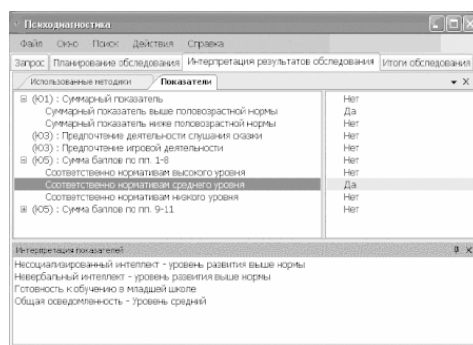 Психодиагностика
Файл Окно Поиск Действия Справка
Запрос Планирование обследования Интерпретация результатов обследования Итоги обследования
Использованные методики Показатели
(Ю1) : Суммарный показатель Нет
Суммарный показатель выше половозрастной нормы Да
Суммарный показатель ниже половозрастной нормы Нет
(Ю3) : Предпочтение деятельности слушания сказки Нет
(Ю3) : Предпочтение игровой деятельности Нет
(Ю5) : Сумма баллов по пп. 1-8 Нет
Соответственно нормативам высокого уровня Нет
Соответственно нормативам среднего уровня Да
Соответственно нормативам низкого уровня Нет
(Ю5) : Сумма баллов по пп. 9-11 Нет
Интерпретация показателей
Несоциализированный интеллект - уровень развития выше нормы
Невербальный интеллект - уровень развития выше нормы
Готовность к обучению в младшей школе
Общая осведомленность - Уровень средний